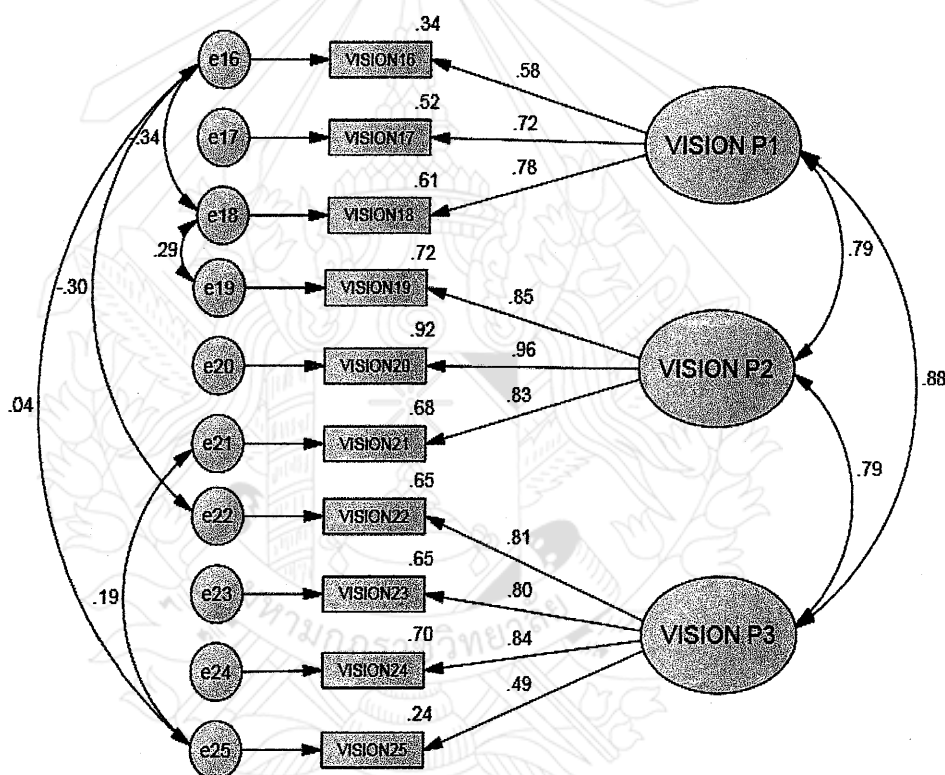 .34
e16 VISION16 .58
.52
e17 VISION17 .72 VISION P1
-.34
.61 .78
e18 VISION18
.29 .72 .79
-.30 e19 VISION19 .85
.92 .96
e20 VISION20 VISION P2 .88
.04 .68 .83
e21 VISION21
.65 .79
e22 VISION22 .81
.65
.19 e23 VISION23 .80
.70 .84 VISION P3
e24 VISION24
.24 .49
e25 VISION25